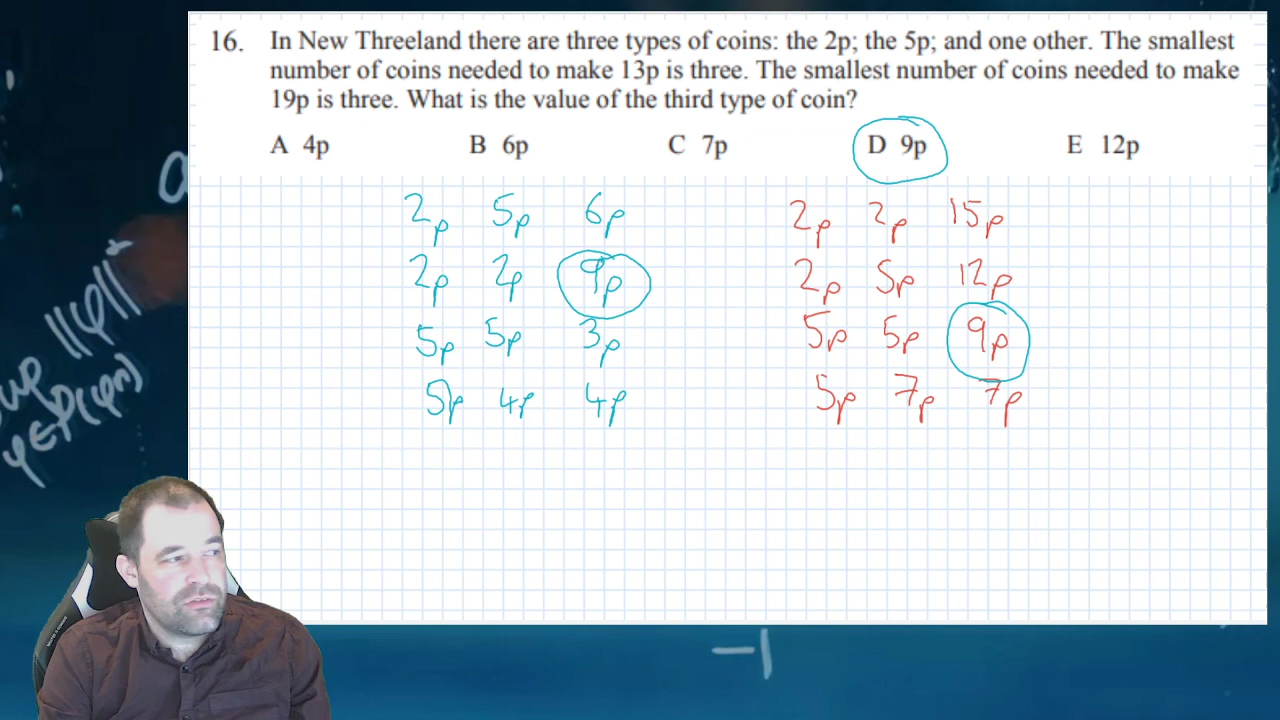 16. In New Threeland there are three types of coins: the 2p; the 5p; and one other. The smallest
number of coins needed to make 13p is three. The smallest number of coins needed to make
19p is three. What is the value of the third type of coin?
A 4p B 6p C 7p D 9p E 12p
2p 5p 6p
2p 2p 9p
5p 5p 3p
5p 4p 4p
2p 2p 15p
2p 5p 12p
5p 5p 9p
5p 7p 7p
||φ||²
φ∈P(φⁿ)
-1